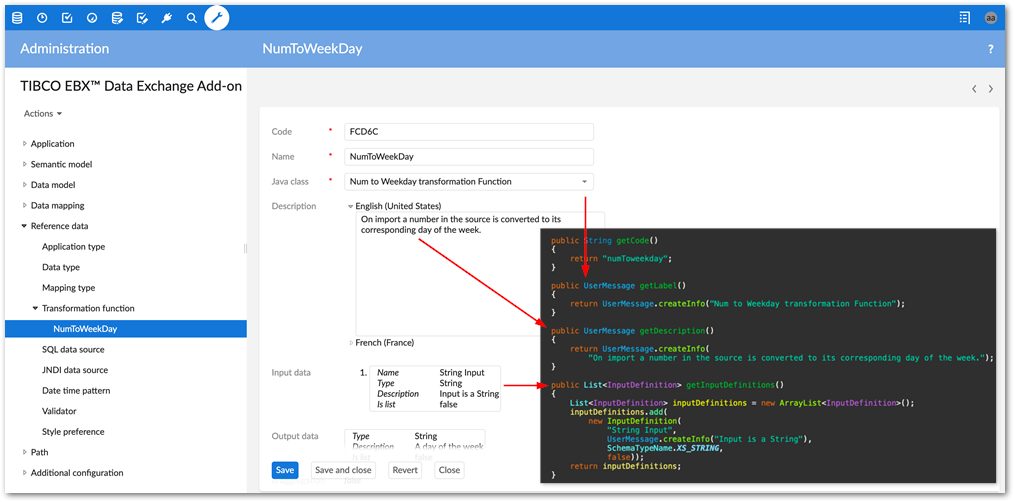 aa
Administration
NumToWeekDay
?
TIBCO EBX™ Data Exchange Add-on
Actions
Application
Semantic model
Data model
Data mapping
Reference data
Application type
Data type
Mapping type
Transformation function
NumToWeekDay
SQL data source
JNDI data source
Date time pattern
Validator
Style preference
Path
Additional configuration
Code * FCD6C
Name * NumToWeekDay
Java class * Num to Weekday transformation Function
Description
English (United States)
On import a number in the source is converted to its
corresponding day of the week.
French (France)
Input data
1. Name String Input
Type String
Description Input is a String
Is list false
Output data
Type String
Description A day of the week
Is list false
Save
Save and close
Revert
Close
public String getCode()
{
return "numToweekday";
}
public UserMessage getLabel()
{
return UserMessage.createInfo("Num to Weekday transformation Function");
}
public UserMessage getDescription()
{
return UserMessage.createInfo(
"On import a number in the source is converted to its corresponding day of the week.");
}
public List<InputDefinition> getInputDefinitions()
{
List<InputDefinition> inputDefinitions = new ArrayList<InputDefinition>();
inputDefinitions.add(
new InputDefinition(
"String Input",
UserMessage.createInfo("Input is a String"),
SchemaTypeName.XS_STRING,
false));
return inputDefinitions;
}